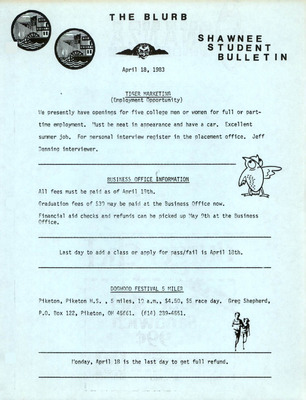 THE BLURB
SHAWNEE
STUDENT
BULLETIN
April 18, 1983
TIGER MARKETING
(Employment Opportunity)
We presently have openings for five college men or women for full or part-
time employment. Must be neat in appearance and have a car. Excellent
summer job. For personal interview register in the placement office. Jeff
Denning interviewer.
BUSINESS OFFICE INFORMATION
All fees must be paid as of April 18th.
Graduation fees of $30 may be paid at the Business Office now.
Financial aid checks and refunds can be picked up May 9th at the Business
Office.
Last day to add a class or apply for pass/fail is April 18th.
DOGWOOD FESTIVAL 5 MILES
Piketon, Piketon H.S., 5 miles, 10 a.m., $4.50, $5 race day. Greg Shepherd,
P.O. Box 122, Piketon, OH 45661. (614) 289-4651.
Monday, April 18 is the last day to get full refund.